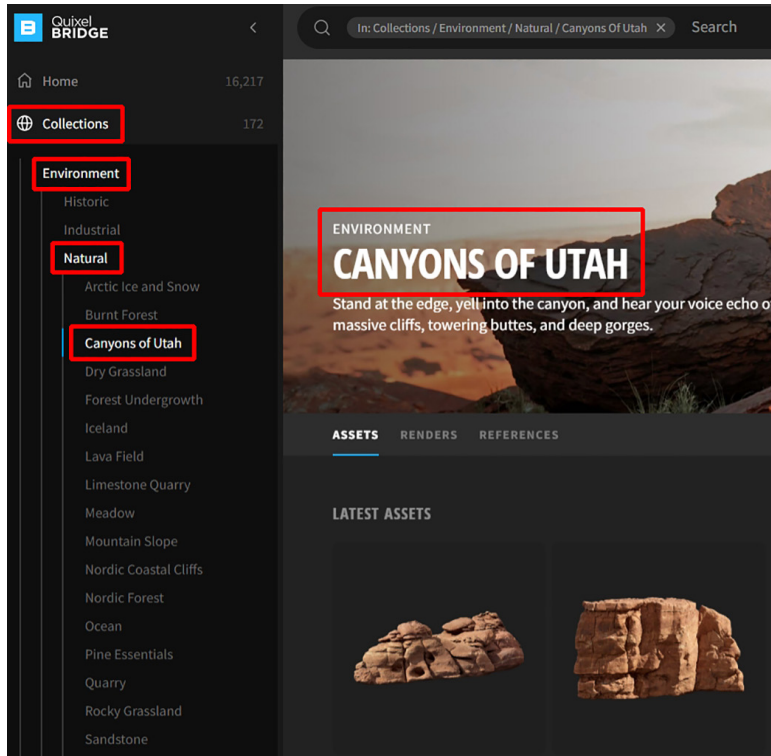 Quixel
BRIDGE
Home 16,217
Collections 172
Environment
Historic
Industrial
Natural
Arctic Ice and Snow
Burnt Forest
Canyons of Utah
Dry Grassland
Forest Undergrowth
Iceland
Lava Field
Limestone Quarry
Meadow
Mountain Slope
Nordic Coastal Cliffs
Nordic Forest
Ocean
Pine Essentials
Quarry
Rocky Grassland
Sandstone
In: Collections / Environment / Natural / Canyons Of Utah X Search
ENVIRONMENT
CANYONS OF UTAH
Stand at the edge, yell into the canyon, and hear your voice echo o
massive cliffs, towering buttes, and deep gorges.
ASSETS RENDERS REFERENCES
LATEST ASSETS